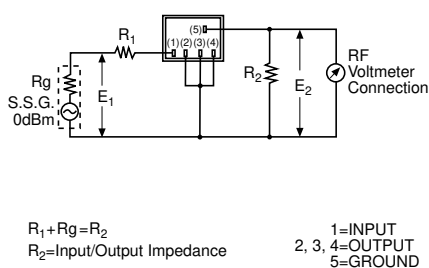 (5)
R1
(1) (2) (3) (4)
Rg
S.S.G.
0dBm
E1
R2
E2
RF
Voltmeter
Connection
R1+Rg=R2
R2=Input/Output Impedance
1=INPUT
2, 3, 4=OUTPUT
5=GROUND